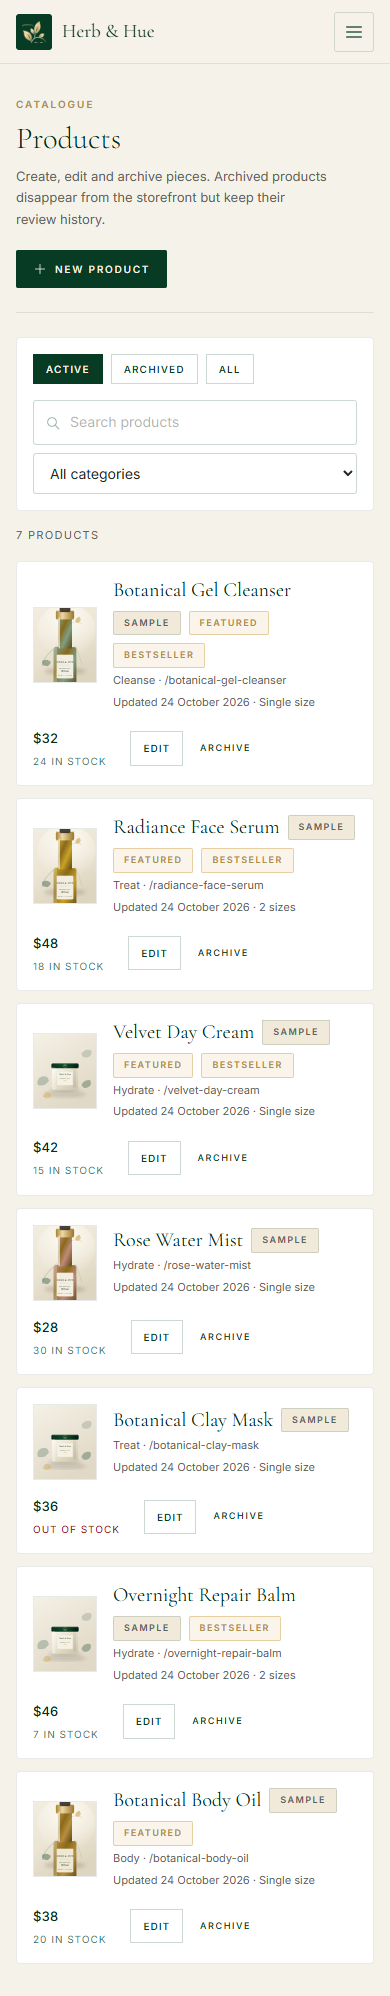 Herb & Hue
CATALOGUE
Products
Create, edit and archive pieces. Archived products
disappear from the storefront but keep their
review history.
NEW PRODUCT
ACTIVE ARCHIVED ALL
Search products
All categories
7 PRODUCTS
Botanical Gel Cleanser
SAMPLE FEATURED
BESTSELLER
Cleanse · /botanical-gel-cleanser
Updated 24 October 2026 · Single size
$32
24 IN STOCK
EDIT ARCHIVE
Radiance Face Serum SAMPLE
FEATURED BESTSELLER
Treat · /radiance-face-serum
Updated 24 October 2026 · 2 sizes
$48
18 IN STOCK
EDIT ARCHIVE
Velvet Day Cream SAMPLE
FEATURED BESTSELLER
Hydrate · /velvet-day-cream
Updated 24 October 2026 · Single size
$42
15 IN STOCK
EDIT ARCHIVE
Rose Water Mist SAMPLE
Hydrate · /rose-water-mist
Updated 24 October 2026 · Single size
$28
30 IN STOCK
EDIT ARCHIVE
Botanical Clay Mask SAMPLE
Treat · /botanical-clay-mask
Updated 24 October 2026 · Single size
$36
OUT OF STOCK
EDIT ARCHIVE
Overnight Repair Balm
SAMPLE BESTSELLER
Hydrate · /overnight-repair-balm
Updated 24 October 2026 · 2 sizes
$46
7 IN STOCK
EDIT ARCHIVE
Botanical Body Oil SAMPLE
FEATURED
Body · /botanical-body-oil
Updated 24 October 2026 · Single size
$38
20 IN STOCK
EDIT ARCHIVE